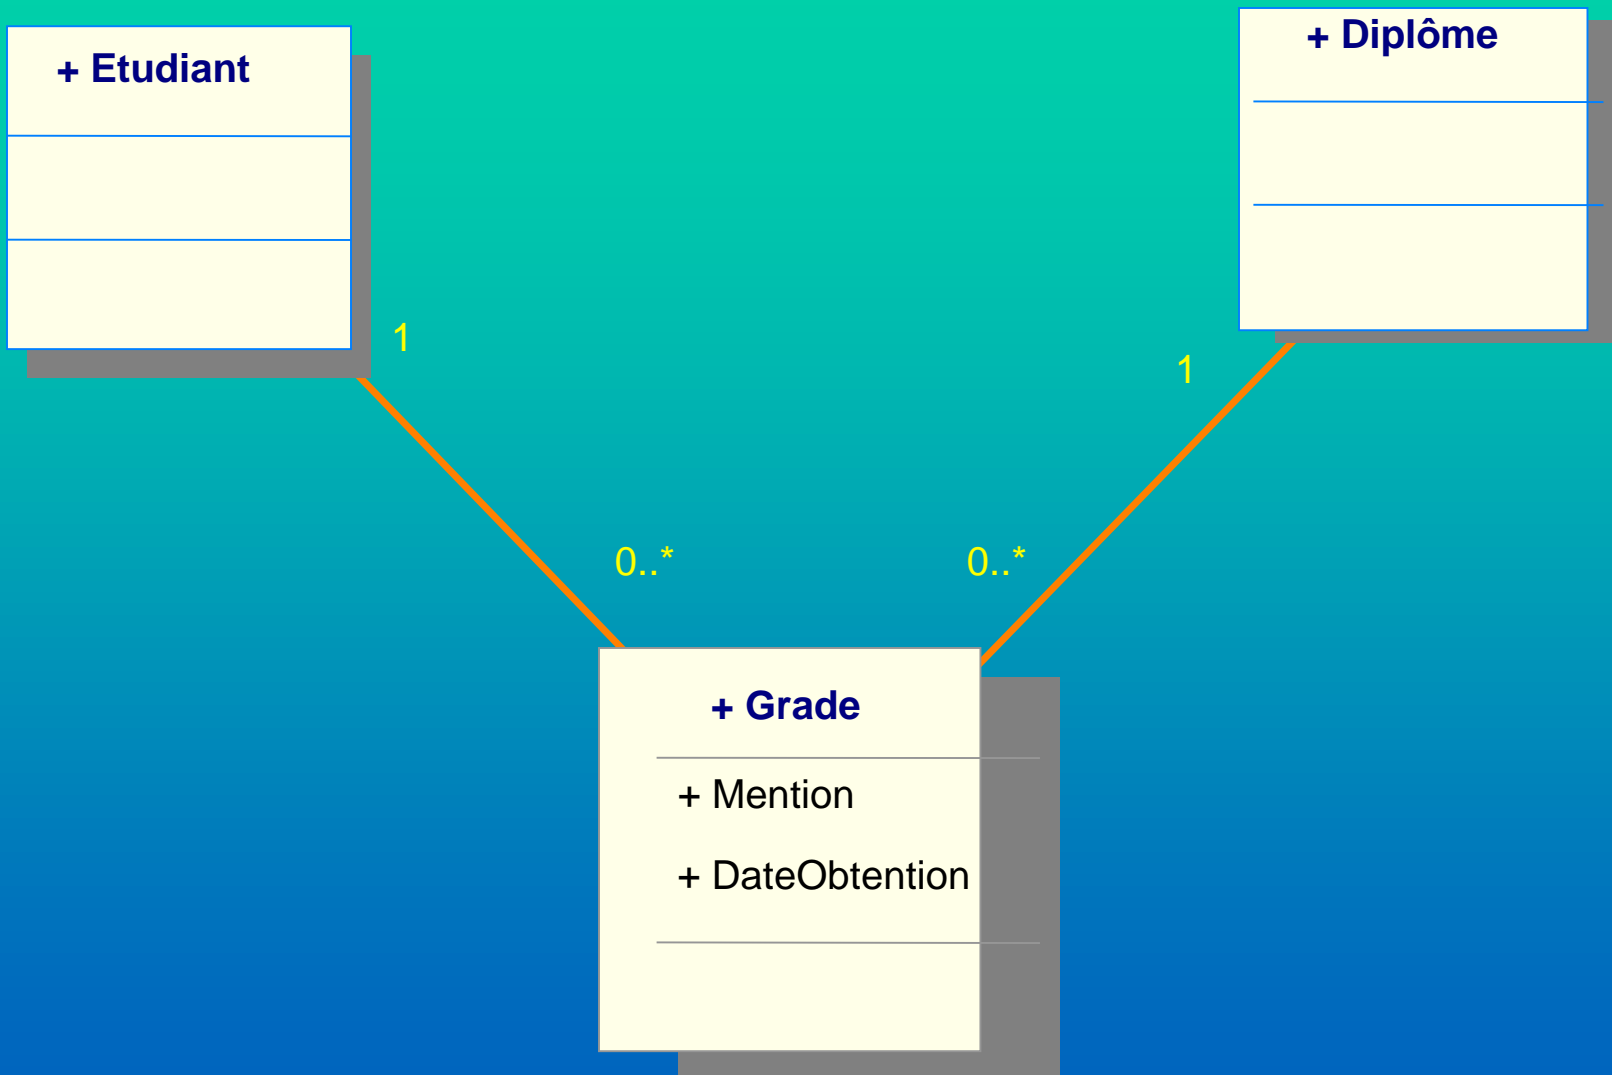 + Etudiant
+ Diplôme
1
1
0..*
0..*
+ Grade
+ Mention
+ DateObtention